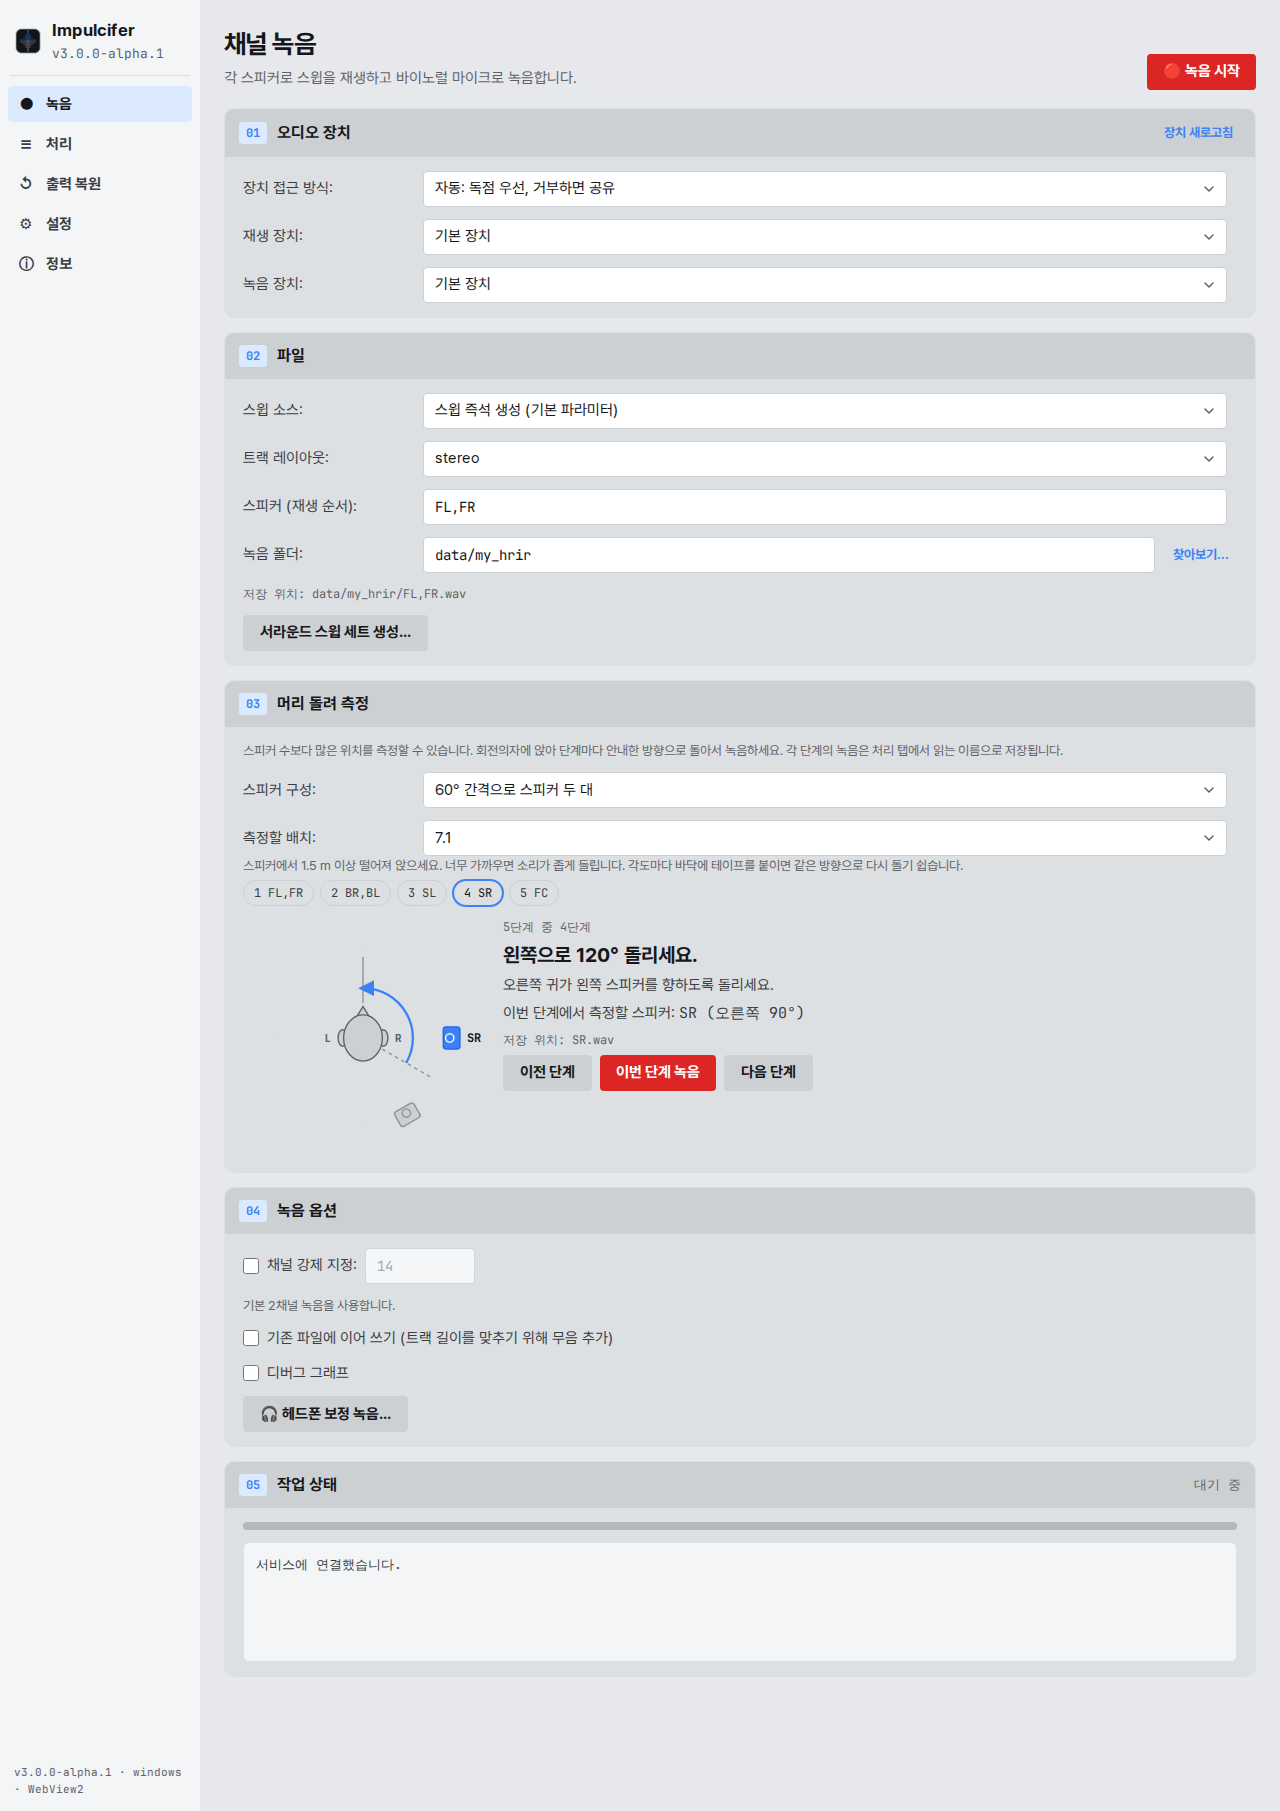 Impulcifer
v3.0.0-alpha.1
녹음
처리
출력 복원
설정
정보
v3.0.0-alpha.1 · windows
· WebView2
채널 녹음
각 스피커로 스윕을 재생하고 바이노럴 마이크로 녹음합니다.
🔴 녹음 시작
01 오디오 장치
장치 새로고침
장치 접근 방식: 자동: 독점 우선, 거부하면 공유
재생 장치: 기본 장치
녹음 장치: 기본 장치
02 파일
스윕 소스: 스윕 즉석 생성 (기본 파라미터)
트랙 레이아웃: stereo
스피커 (재생 순서): FL,FR
녹음 폴더: data/my_hrir 찾아보기...
저장 위치: data/my_hrir/FL,FR.wav
서라운드 스윕 세트 생성...
03 머리 돌려 측정
스피커 수보다 많은 위치를 측정할 수 있습니다. 회전의자에 앉아 단계마다 안내한 방향으로 돌아서 녹음하세요. 각 단계의 녹음은 처리 탭에서 읽는 이름으로 저장됩니다.
스피커 구성: 60° 간격으로 스피커 두 대
측정할 배치: 7.1
스피커에서 1.5 m 이상 떨어져 앉으세요. 너무 가까우면 소리가 좁게 들립니다. 각도마다 바닥에 테이프를 붙이면 같은 방향으로 다시 돌기 쉽습니다.
1 FL,FR 2 BR,BL 3 SL 4 SR 5 FC
L R SR
5단계 중 4단계
왼쪽으로 120° 돌리세요.
오른쪽 귀가 왼쪽 스피커를 향하도록 돌리세요.
이번 단계에서 측정할 스피커: SR (오른쪽 90°)
저장 위치: SR.wav
이전 단계 이번 단계 녹음 다음 단계
04 녹음 옵션
채널 강제 지정: 14
기본 2채널 녹음을 사용합니다.
기존 파일에 이어 쓰기 (트랙 길이를 맞추기 위해 무음 추가)
디버그 그래프
🎧 헤드폰 보정 녹음...
05 작업 상태
대기 중
서비스에 연결했습니다.